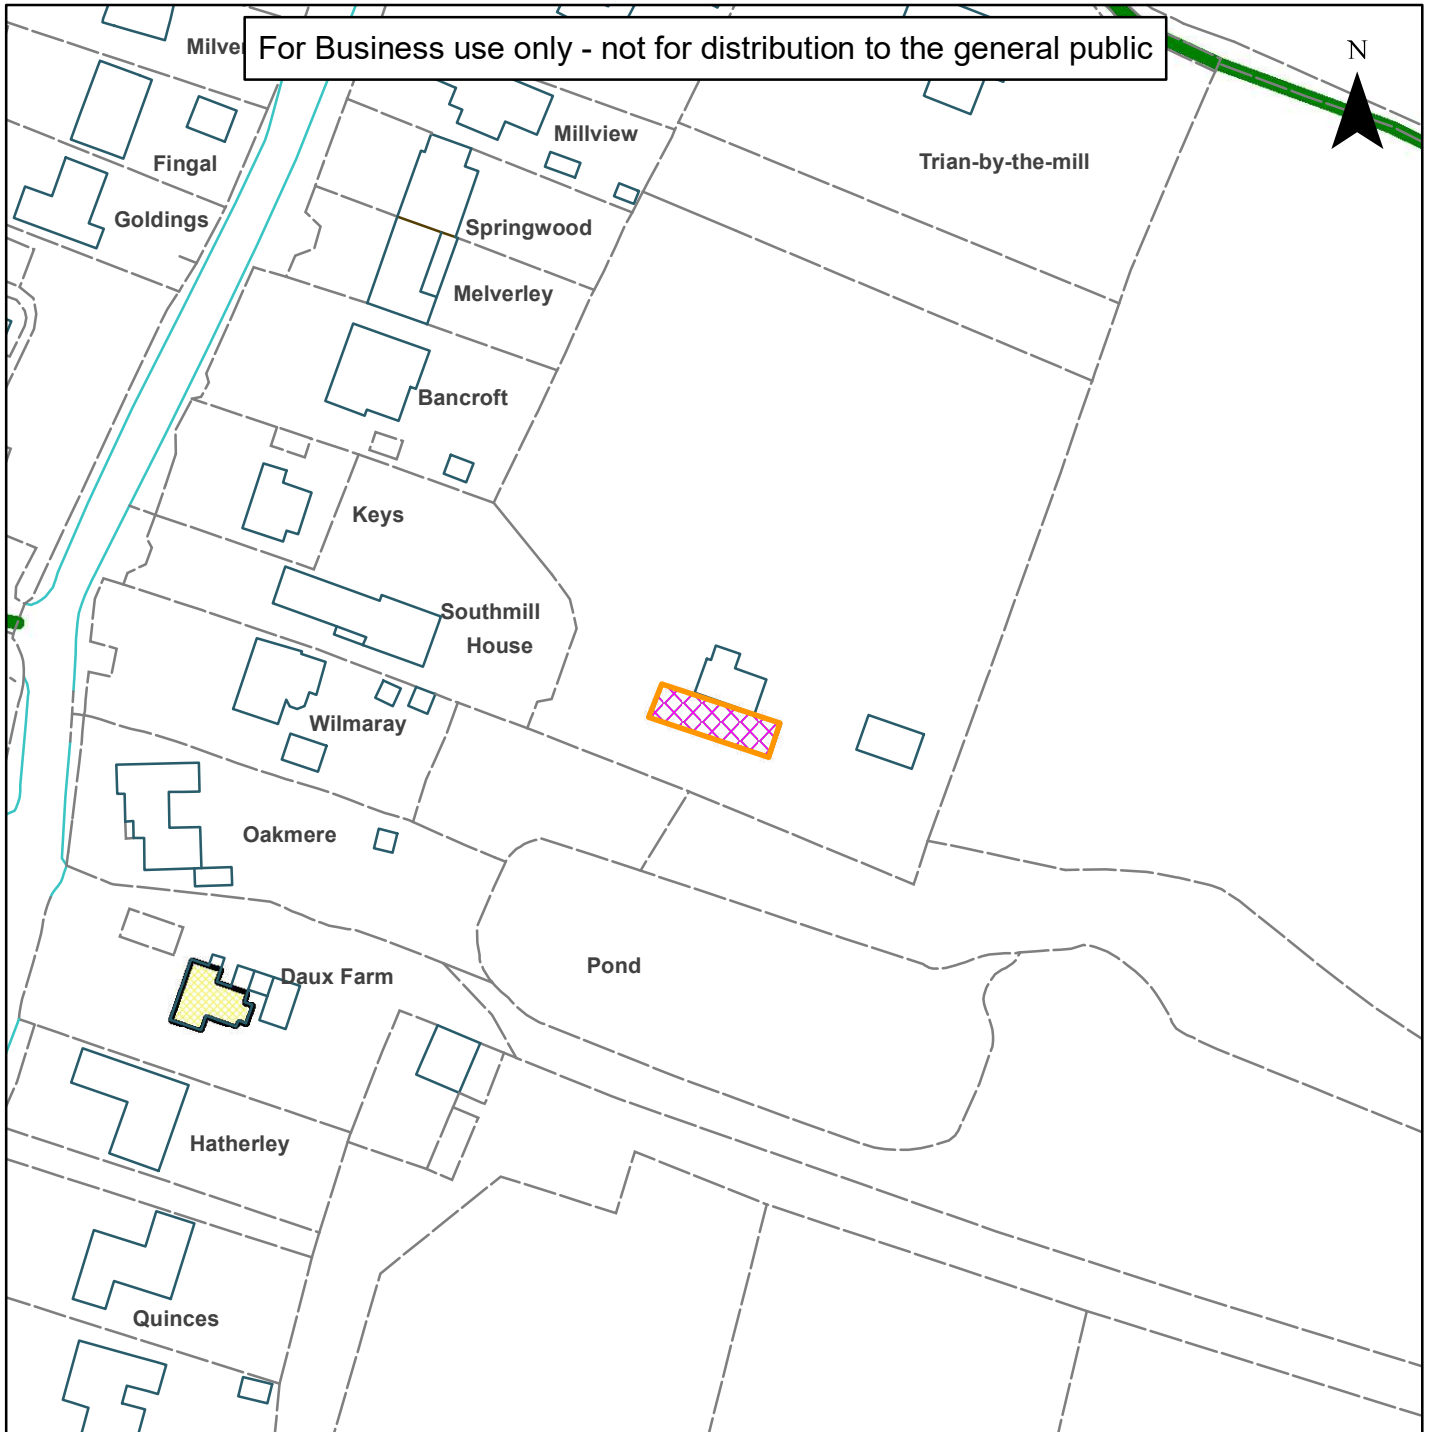 For Business use only - not for distribution to the general public
N
Millview
Trian-by-the-mill
Fingal
Goldings
Springwood
Melverley
Bancroft
Keys
Southmill
House
Wilmaray
Oakmere
Pond
Daux Farm
Hatherley
Quinces